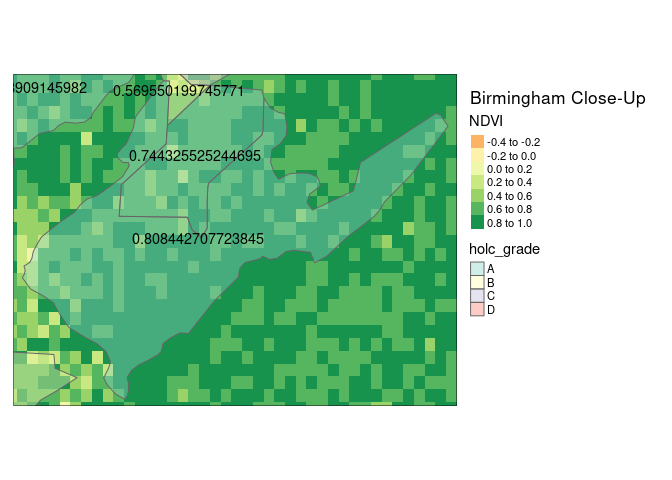 3909145982
0.569550199745771
0.744325525244695
0.808442707723845
Birmingham Close-Up
NDVI
-0.4 to -0.2
-0.2 to 0.0
0.0 to 0.2
0.2 to 0.4
0.4 to 0.6
0.6 to 0.8
0.8 to 1.0
holc_grade
A
B
C
D